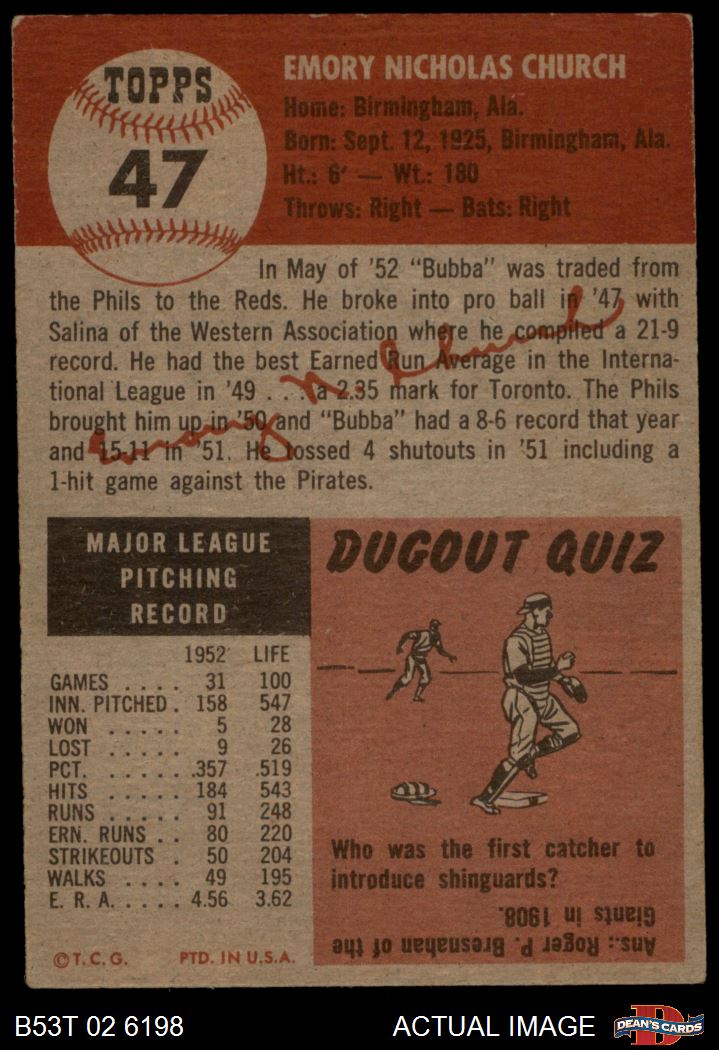 TOPPS
47
EMORY NICHOLAS CHURCH
Home: Birmingham, Ala.
Born: Sept. 12, 1925, Birmingham, Ala.
Ht.: 6' — Wt.: 180
Throws: Right — Bats: Right
In May of '52 "Bubba" was traded from
the Phils to the Reds. He broke into pro ball in '47 with
Salina of the Western Association where he compiled a 21-9
record. He had the best Earned Run Average in the Interna-
tional League in '49 . . . a 2.35 mark for Toronto. The Phils
brought him up in '50 and "Bubba" had a 8-6 record that year
and 15-11 in '51. He tossed 4 shutouts in '51 including a
1-hit game against the Pirates.
Emory N. Church
MAJOR LEAGUE
PITCHING
RECORD
1952 LIFE
GAMES . . . . 31 100
INN. PITCHED . 158 547
WON . . . . . 5 28
LOST . . . . . 9 26
PCT. . . . . . . .357 .519
HITS . . . . . 184 543
RUNS . . . . . 91 248
ERN. RUNS . . 80 220
STRIKEOUTS . 50 204
WALKS . . . . 49 195
E. R. A. . . . . . 4.56 3.62
© T. C. G. PTD. IN U.S.A.
DUGOUT QUIZ
Who was the first catcher to
introduce shinguards?
Ans.: Roger P. Bresnahan of the
Giants in 1908.
B53T 02 6198 ACTUAL IMAGE
D
DEAN'S CARDS